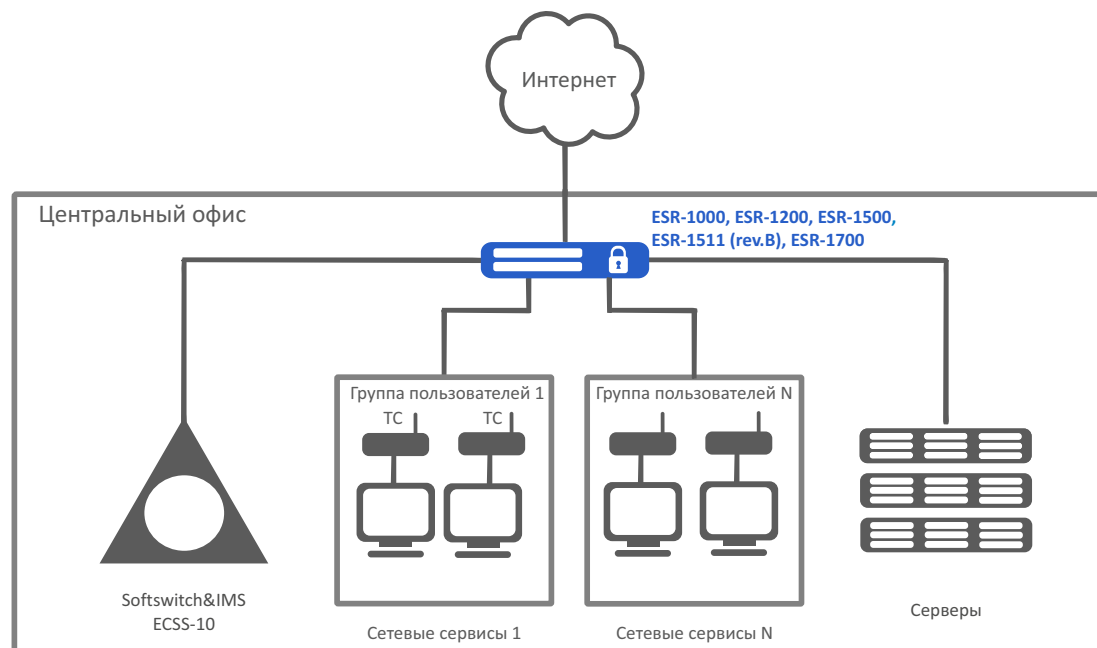 Интернет
Центральный офис
ESR-1000, ESR-1200, ESR-1500,
ESR-1511 (rev.B), ESR-1700
Группа пользователей 1
Группа пользователей N
ТС
ТС
Softswitch&IMS
ECSS-10
Сетевые сервисы 1
Сетевые сервисы N
Серверы